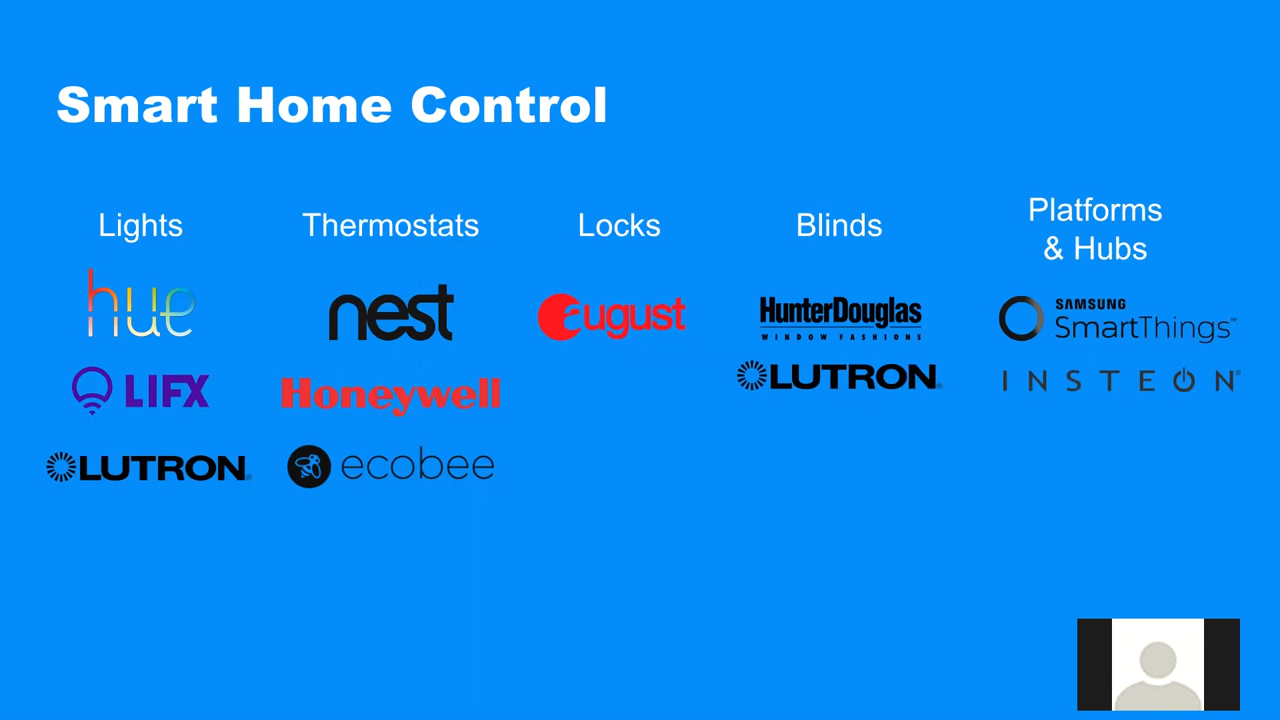 Smart Home Control
Lights
hue
LIFX
LUTRON
Thermostats
nest
Honeywell
ecobee
Locks
august
Blinds
HunterDouglas
WINDOW FASHIONS
LUTRON
Platforms
& Hubs
SAMSUNG
SmartThings™
INSTEON®